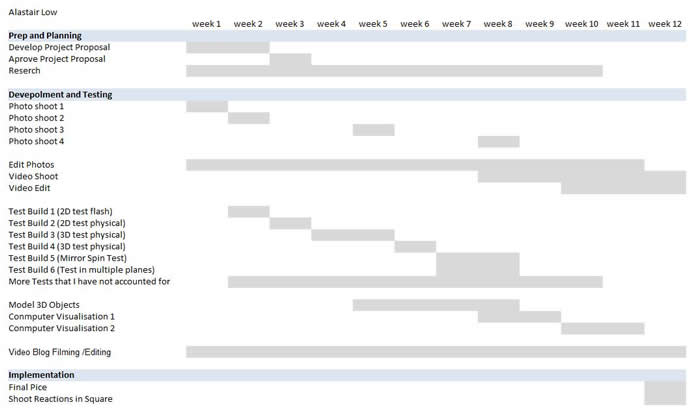 Alastair Low
week 1 week 2 week 3 week 4 week 5 week 6 week 7 week 8 week 9 week 10 week 11 week 12
Prep and Planning
Develop Project Proposal
Aprove Project Proposal
Reserch
Devepolment and Testing
Photo shoot 1
Photo shoot 2
Photo shoot 3
Photo shoot 4
Edit Photos
Video Shoot
Video Edit
Test Build 1 (2D test flash)
Test Build 2 (2D test physical)
Test Build 3 (3D test physical)
Test Build 4 (3D test physical)
Test Build 5 (Mirror Spin Test)
Test Build 6 (Test in multiple planes)
More Tests that I have not accounted for
Model 3D Objects
Conmputer Visualisation 1
Conmputer Visualisation 2
Video Blog Filming /Editing
Implementation
Final Pice
Shoot Reactions in Square